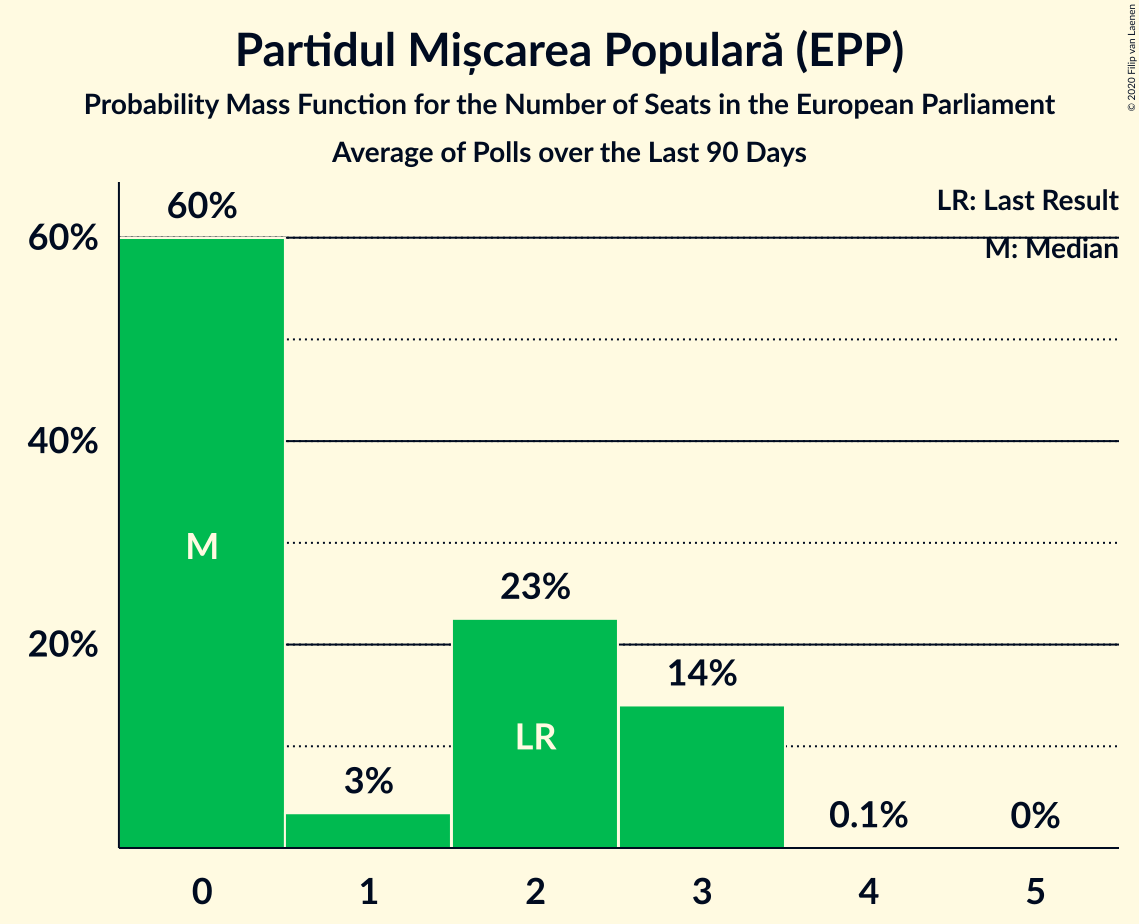 Partidul Mișcarea Populară (EPP)
Probability Mass Function for the Number of Seats in the European Parliament
Average of Polls over the Last 90 Days
© 2020 Filip van Laenen
LR: Last Result
M: Median
60%
40%
20%
60%
3%
23%
14%
0.1%
0%
M
LR
0 1 2 3 4 5